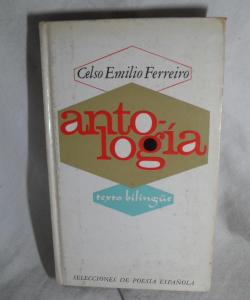 Celso Emilio Ferreiro
anto-
logía
texto bilingüe
SELECCIONES DE POESIA ESPAÑOLA